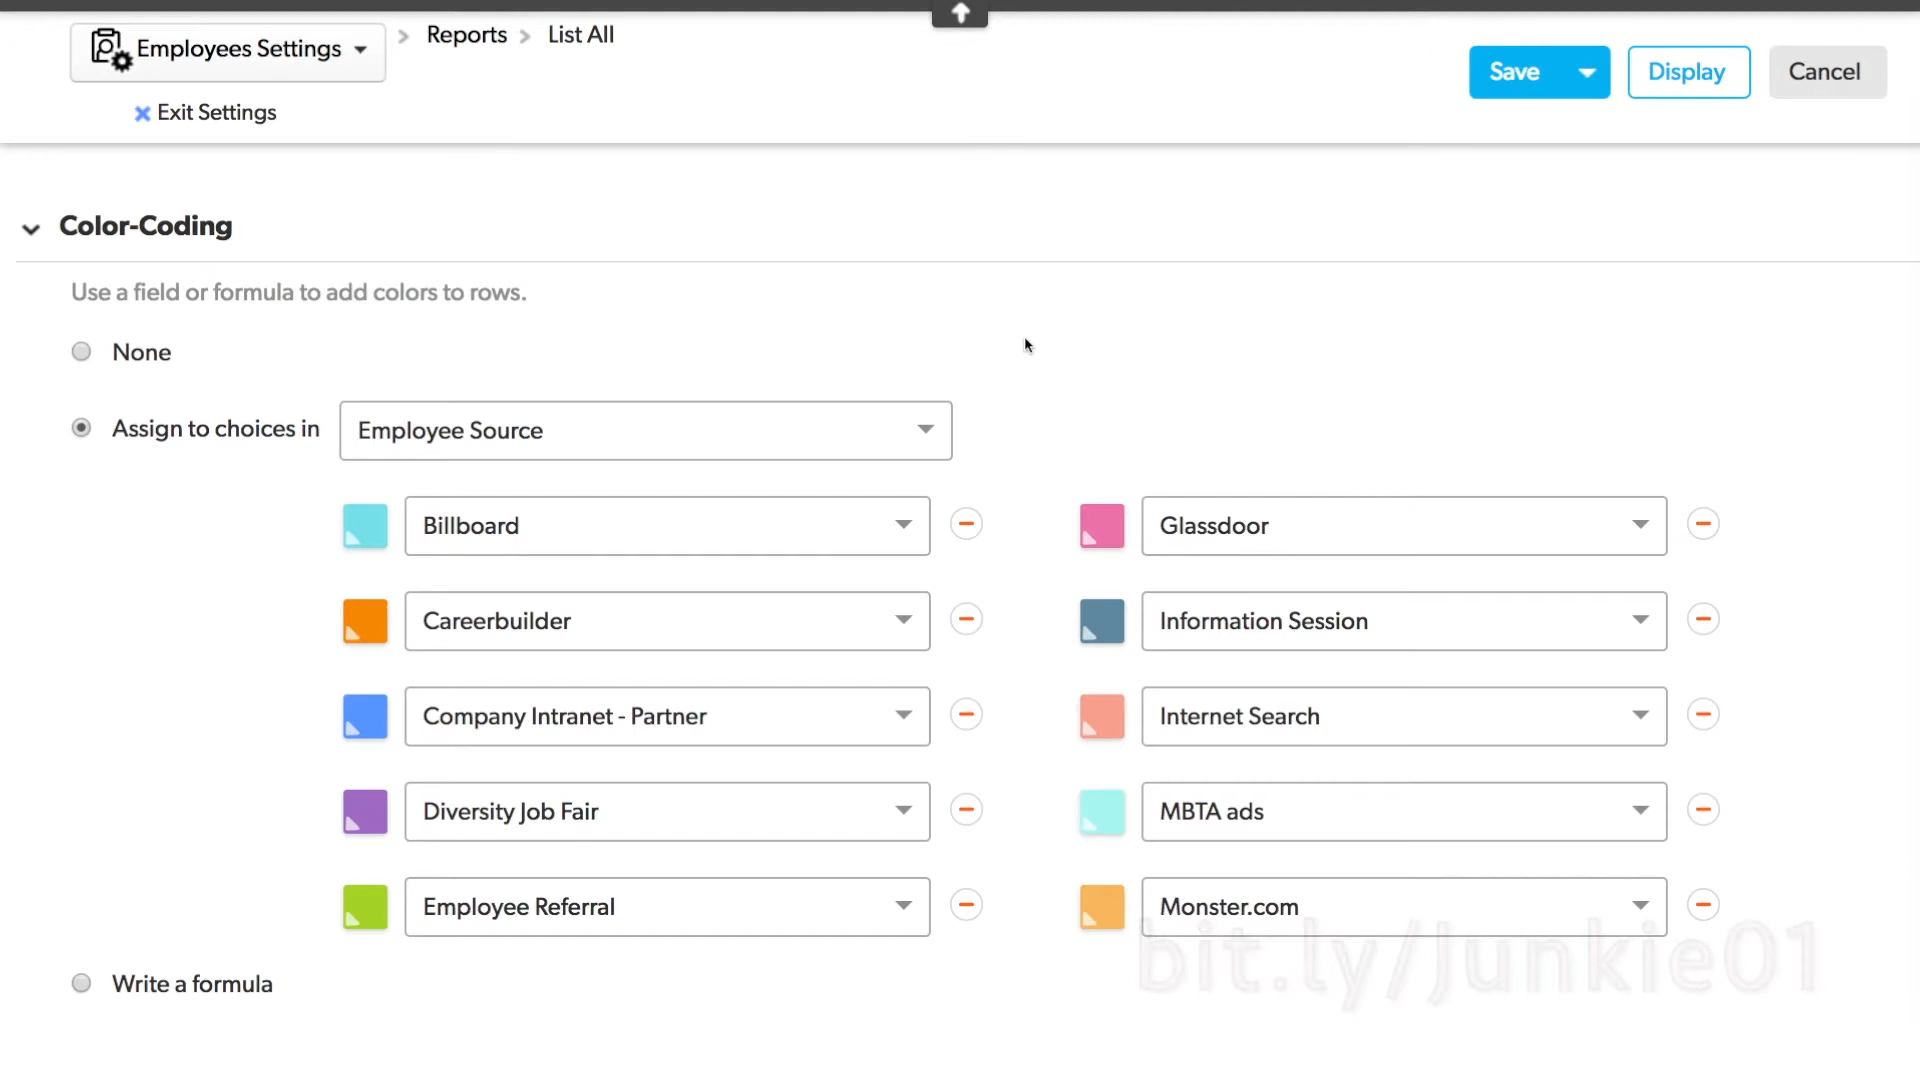 Employees Settings > Reports > List All
Save
Display
Cancel
Exit Settings
Color-Coding
Use a field or formula to add colors to rows.
None
Assign to choices in
Employee Source
Billboard
Glassdoor
Careerbuilder
Information Session
Company Intranet - Partner
Internet Search
Diversity Job Fair
MBTA ads
Employee Referral
Monster.com
bit.ly/Junkie01
Write a formula